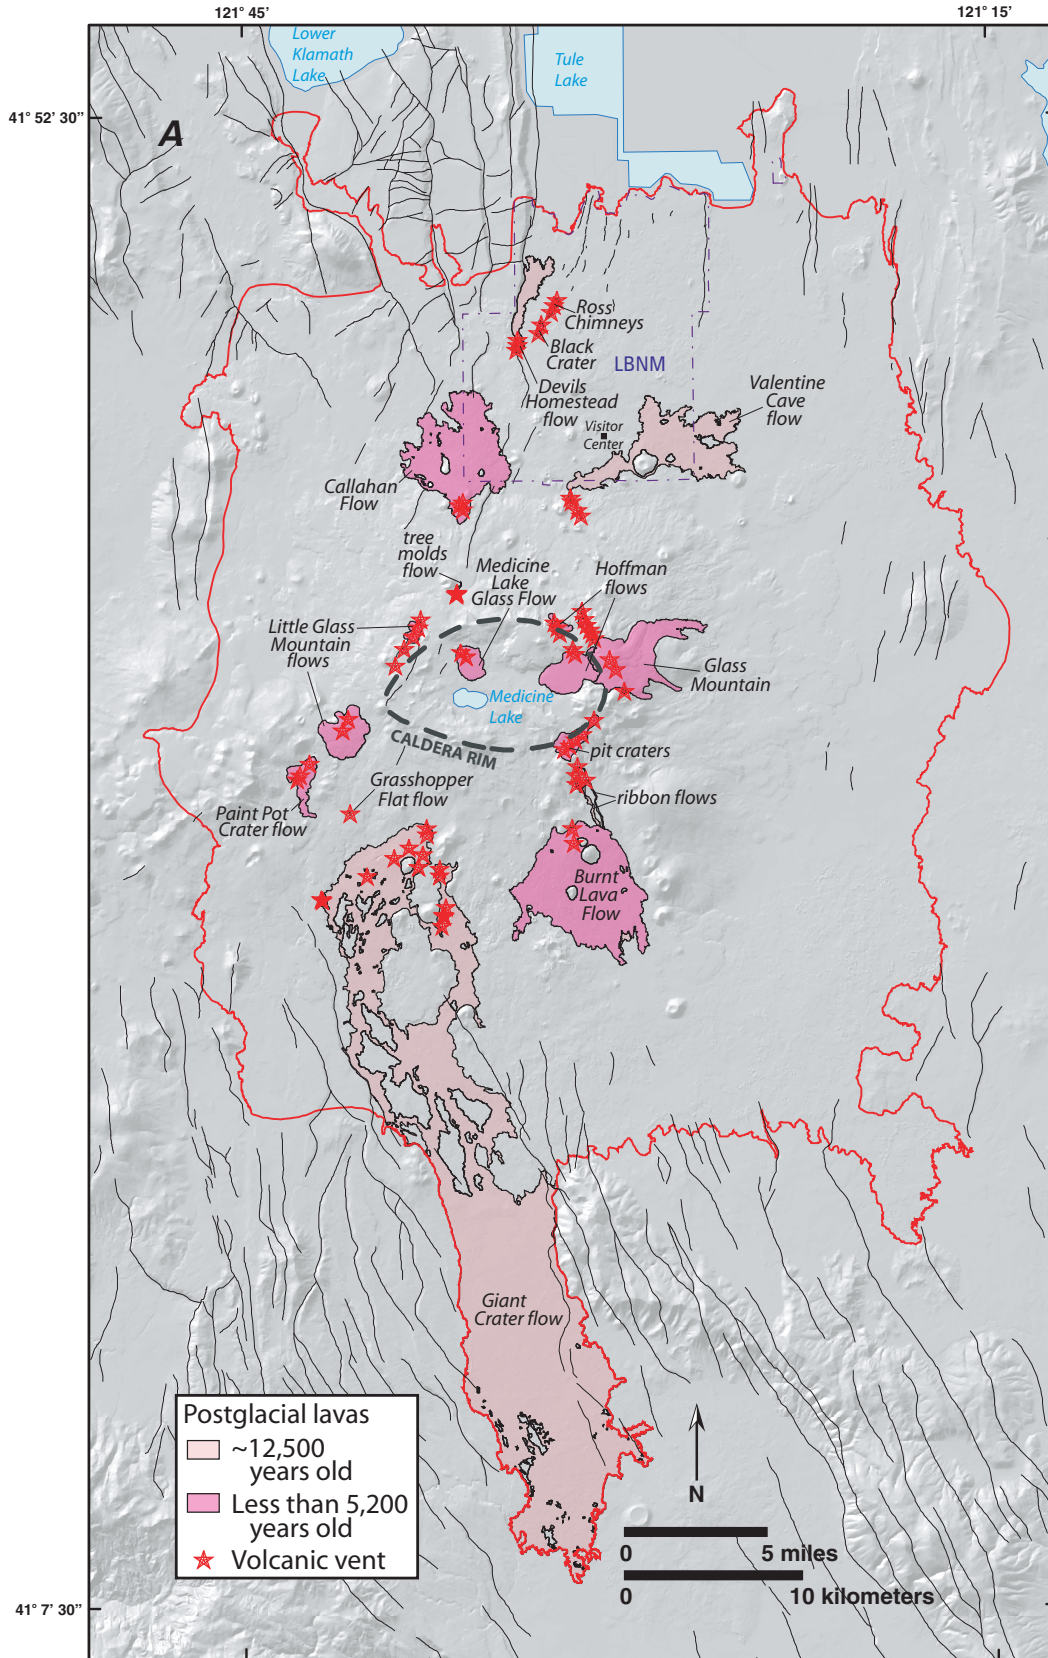 121° 45'
121° 15'
41° 52' 30"
A
Lower
Klamath
Lake
Tule
Lake
Ross
Chimneys
Black
Crater
LBNM
Devils
Homestead
flow
Valentine
Cave
flow
Visitor
Center
Callahan
Flow
tree
molds
flow
Medicine
Lake
Glass Flow
Hoffman
flows
Little Glass
Mountain
flows
Glass
Mountain
Medicine
Lake
CALDERA RIM
pit craters
Grasshopper
Flat flow
ribbon flows
Paint Pot
Crater flow
Burnt
Lava
Flow
Giant
Crater flow
Postglacial lavas
~12,500
years old
Less than 5,200
years old
Volcanic vent
N
0 5 miles
0 10 kilometers
41° 7' 30"